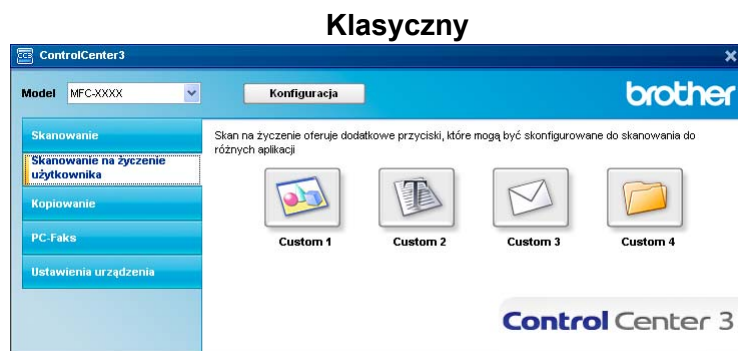 Klasyczny
ControlCenter3
Model MFC-XXXX Konfiguracja brother
Skanowanie
Skanowanie na życzenie
użytkownika
Kopiowanie
PC-Faks
Ustawienia urządzenia
Skan na życzenie oferuje dodatkowe przyciski, które mogą być skonfigurowane do skanowania do
różnych aplikacji
Custom 1 Custom 2 Custom 3 Custom 4
Control Center 3